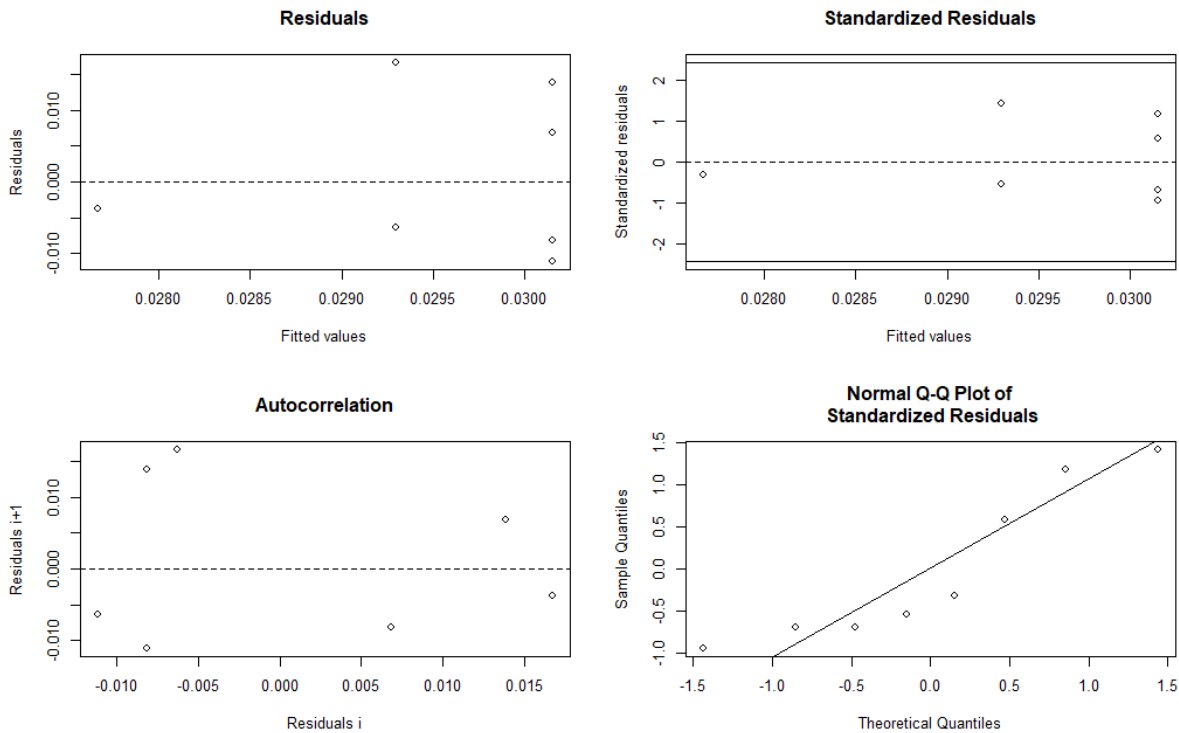 Residuals
Residuals
0.010
0.000
-0.010
0.0280 0.0285 0.0290 0.0295 0.0300
Fitted values
Standardized Residuals
Standardized residuals
2
1
0
-1
-2
0.0280 0.0285 0.0290 0.0295 0.0300
Fitted values
Autocorrelation
Residuals i+1
0.010
0.000
-0.010
-0.010 -0.005 0.000 0.005 0.010 0.015
Residuals i
Normal Q-Q Plot of
Standardized Residuals
Sample Quantiles
1.5
1.0
0.5
0.0
-0.5
-1.0
-1.5 -1.0 -0.5 0.0 0.5 1.0 1.5
Theoretical Quantiles